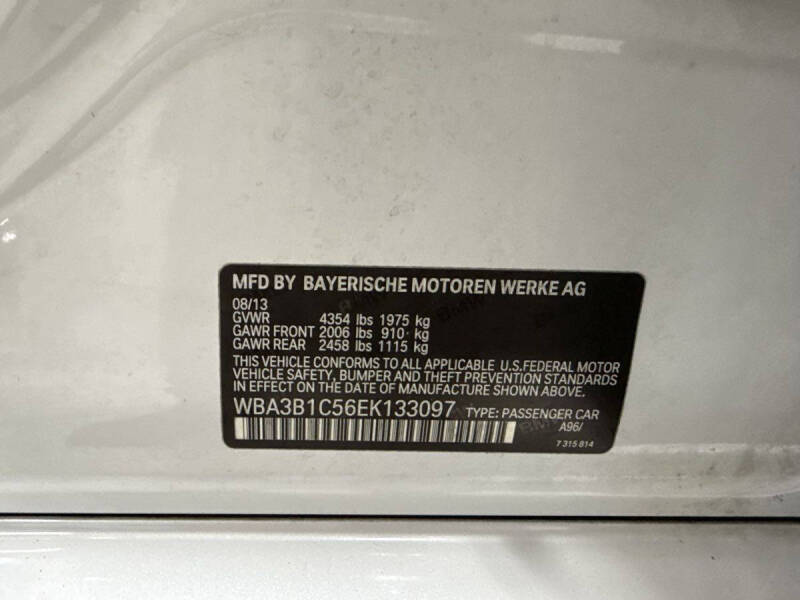 MFD BY BAYERISCHE MOTOREN WERKE AG
08/13
GVWR 4354 lbs 1975 kg
GAWR FRONT 2006 lbs 910 kg
GAWR REAR 2458 lbs 1115 kg
THIS VEHICLE CONFORMS TO ALL APPLICABLE U.S.FEDERAL MOTOR
VEHICLE SAFETY, BUMPER AND THEFT PREVENTION STANDARDS
IN EFFECT ON THE DATE OF MANUFACTURE SHOWN ABOVE.
WBA3B1C56EK133097 TYPE: PASSENGER CAR
A96/
7 315 814